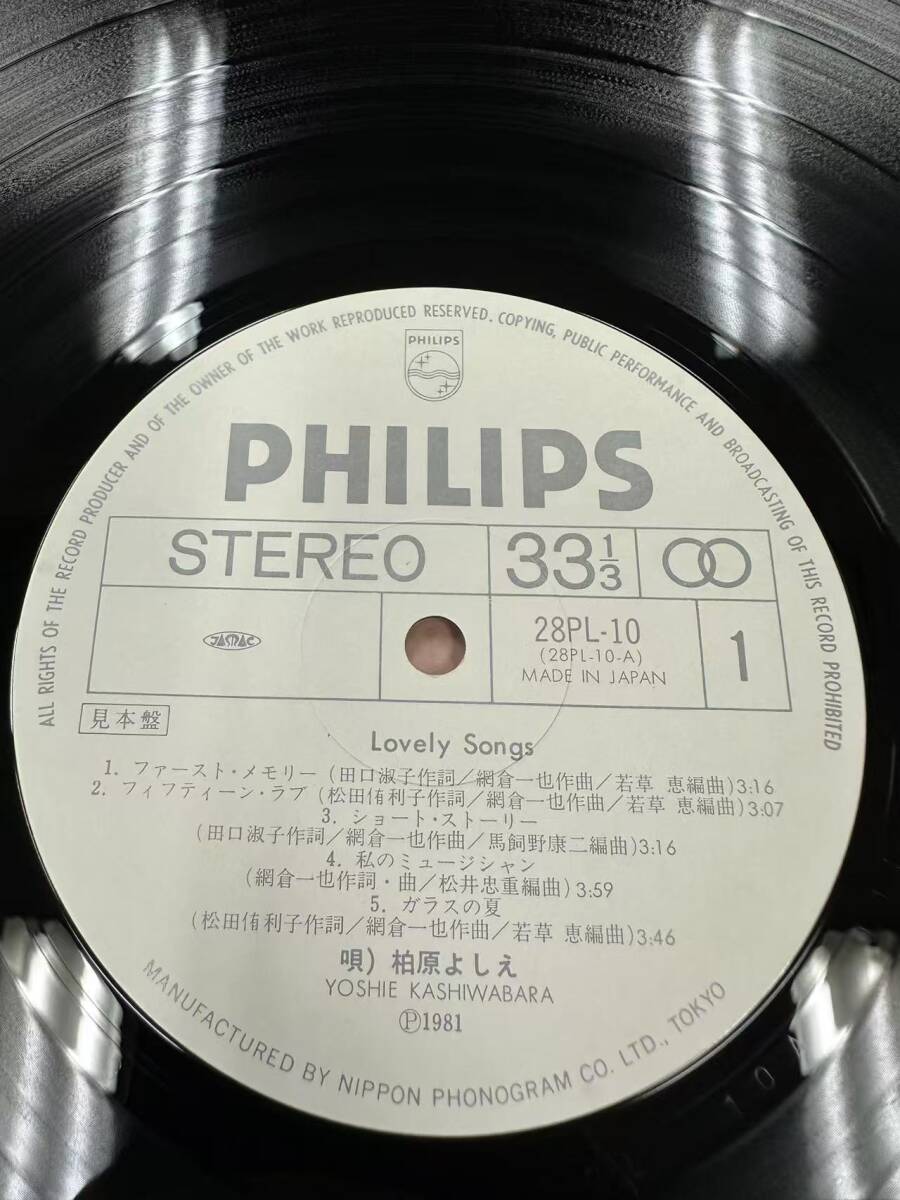 ALL RIGHTS OF THE RECORD PRODUCER AND OF THE OWNER OF THE WORK REPRODUCED RESERVED. COPYING, PUBLIC PERFORMANCE AND BROADCASTING OF THIS RECORD PROHIBITED
PHILIPS
PHILIPS
STEREO
33 1/3
JASRAC
28PL-10
(28PL-10-A)
MADE IN JAPAN
1
見本盤
Lovely Songs
1. ファースト・メモリー (田口淑子作詞/網倉一也作曲/若草 恵編曲)3:16
2. フィフティーン・ラブ (松田侑利子作詞/網倉一也作曲/若草 恵編曲)3:07
3. ショート・ストーリー
(田口淑子作詞/網倉一也作曲/馬飼野康二編曲)3:16
4. 私のミュージシャン
(網倉一也作詞・曲/松井忠重編曲)3:59
5. ガラスの夏
(松田侑利子作詞/網倉一也作曲/若草 恵編曲)3:46
唄) 柏原よしえ
YOSHIE KASHIWABARA
Ⓟ1981
MANUFACTURED BY NIPPON PHONOGRAM CO. LTD., TOKYO